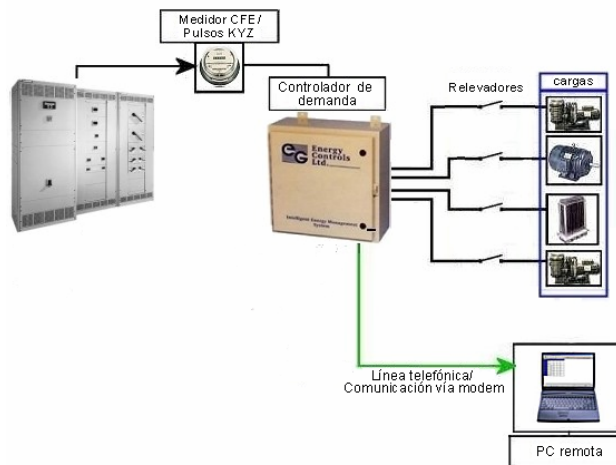 Medidor CFE/
Pulsos KYZ
Controlador de
demanda
Relevadores
cargas
EG Energy
Controls
Ltd.
Intelligent Energy Management
System
Línea telefónica/
Comunicación vía modem
PC remota